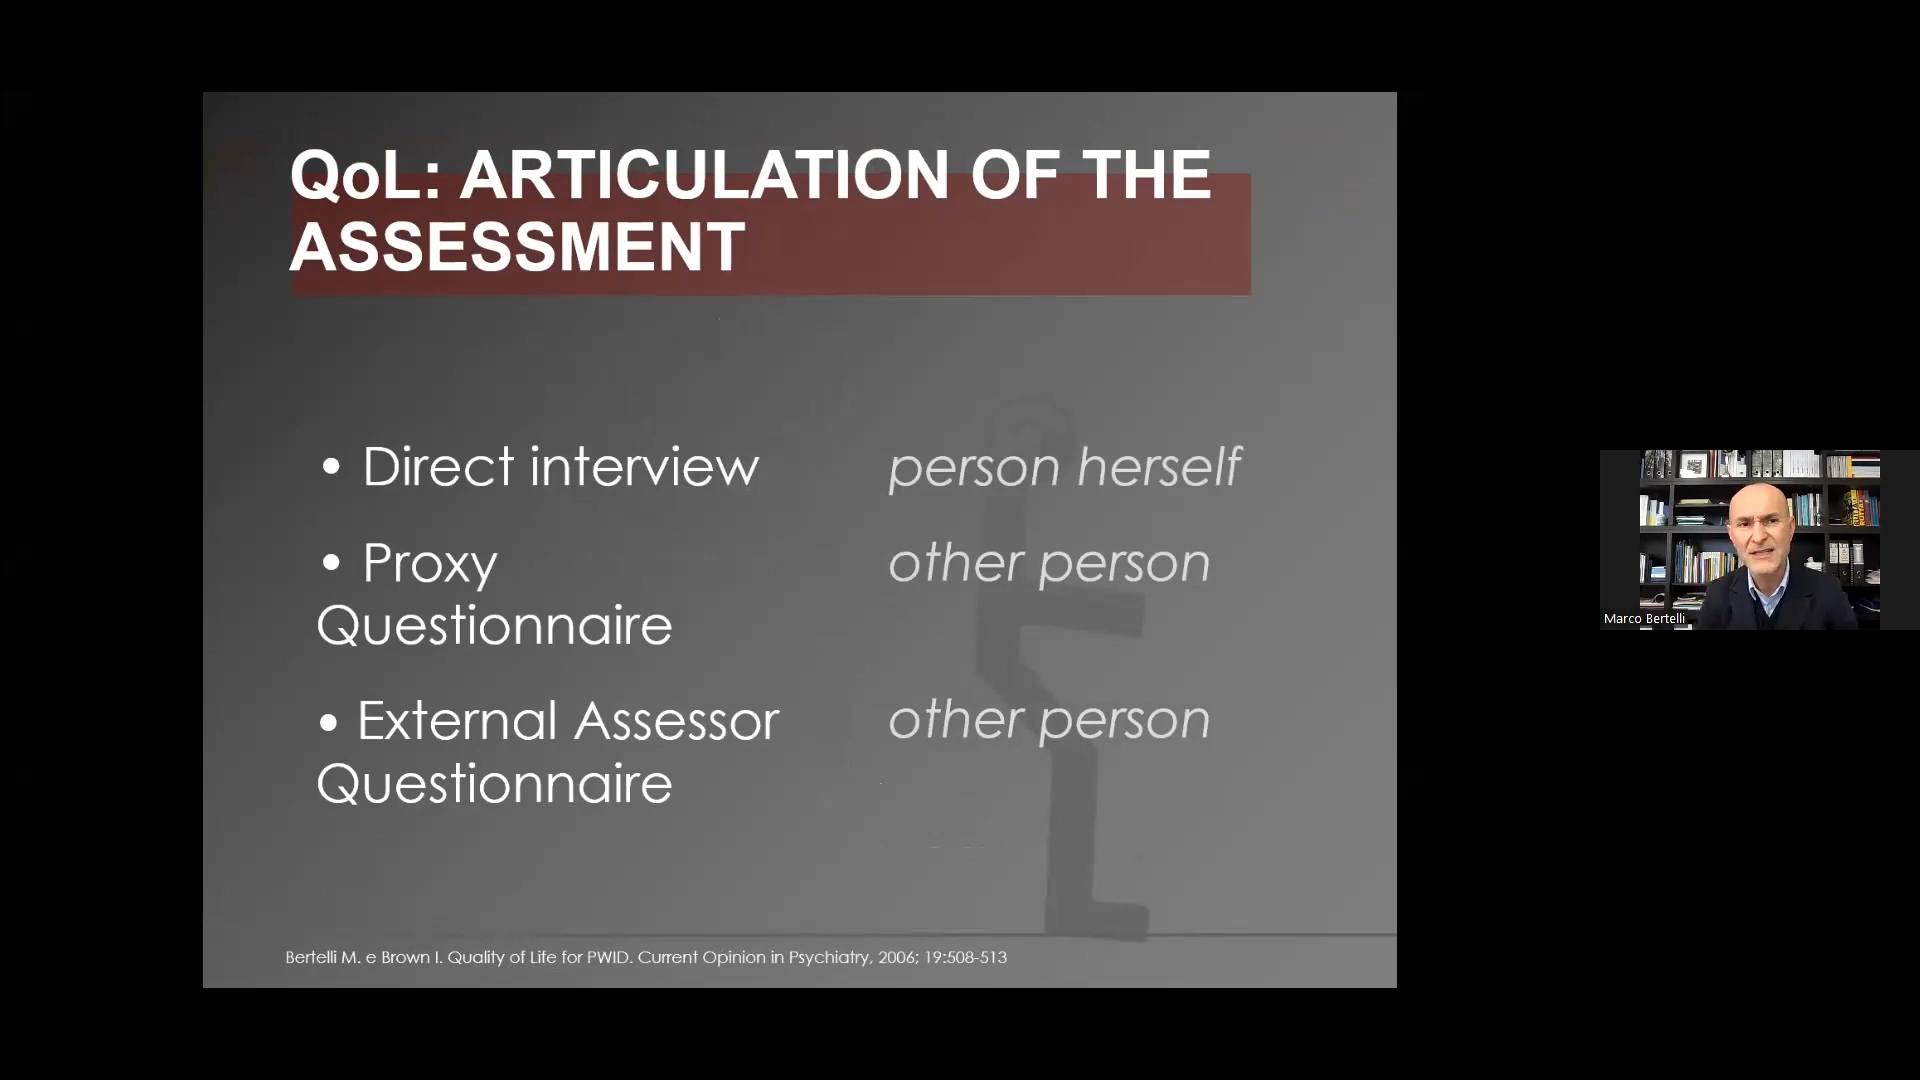 QoL: ARTICULATION OF THE
ASSESSMENT
• Direct interview person herself
• Proxy other person
Questionnaire
• External Assessor other person
Questionnaire
Bertelli M. e Brown I. Quality of Life for PWID. Current Opinion in Psychiatry, 2006; 19:508-513
Marco Bertelli